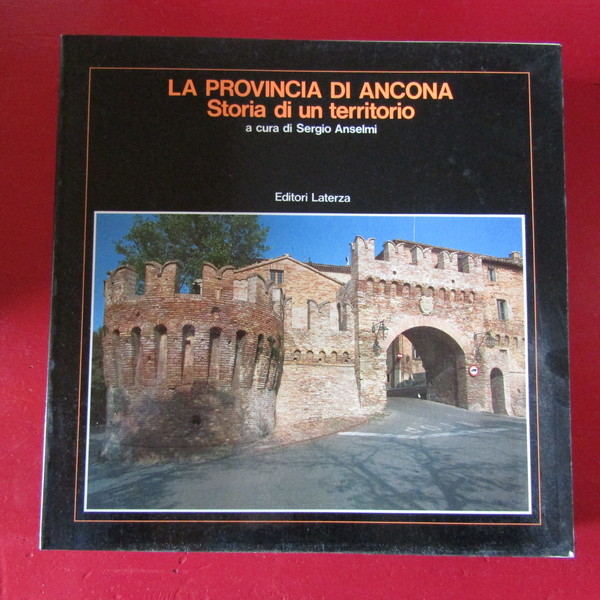 LA PROVINCIA DI ANCONA
Storia di un territorio
a cura di Sergio Anselmi
Editori Laterza